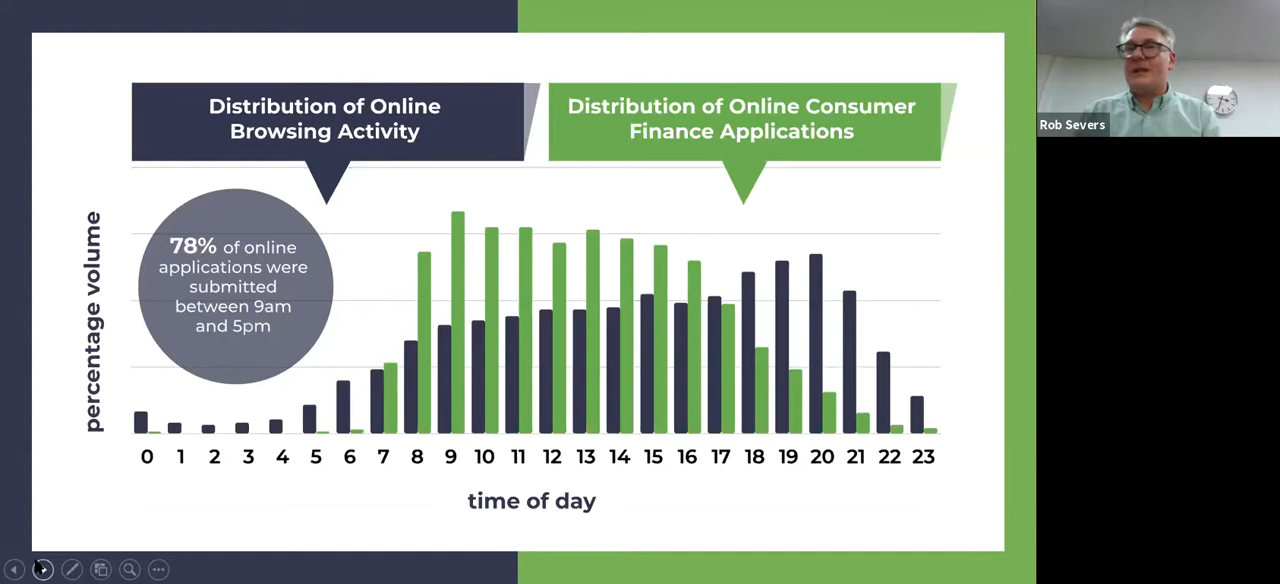 Distribution of Online
Browsing Activity
Distribution of Online Consumer
Finance Applications
Rob Severs
78% of online
applications were
submitted
between 9am
and 5pm
percentage volume
0 1 2 3 4 5 6 7 8 9 10 11 12 13 14 15 16 17 18 19 20 21 22 23
time of day